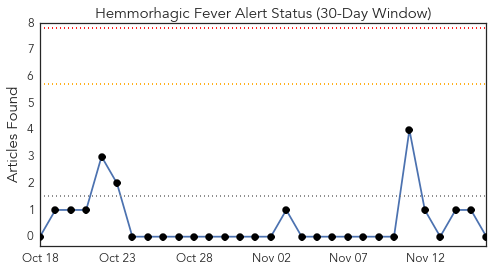 Hemmorhagic Fever Alert Status (30-Day Window)
Articles Found
8
7
6
5
4
3
2
1
0
Oct 18
Oct 23
Oct 28
Nov 02
Nov 07
Nov 12